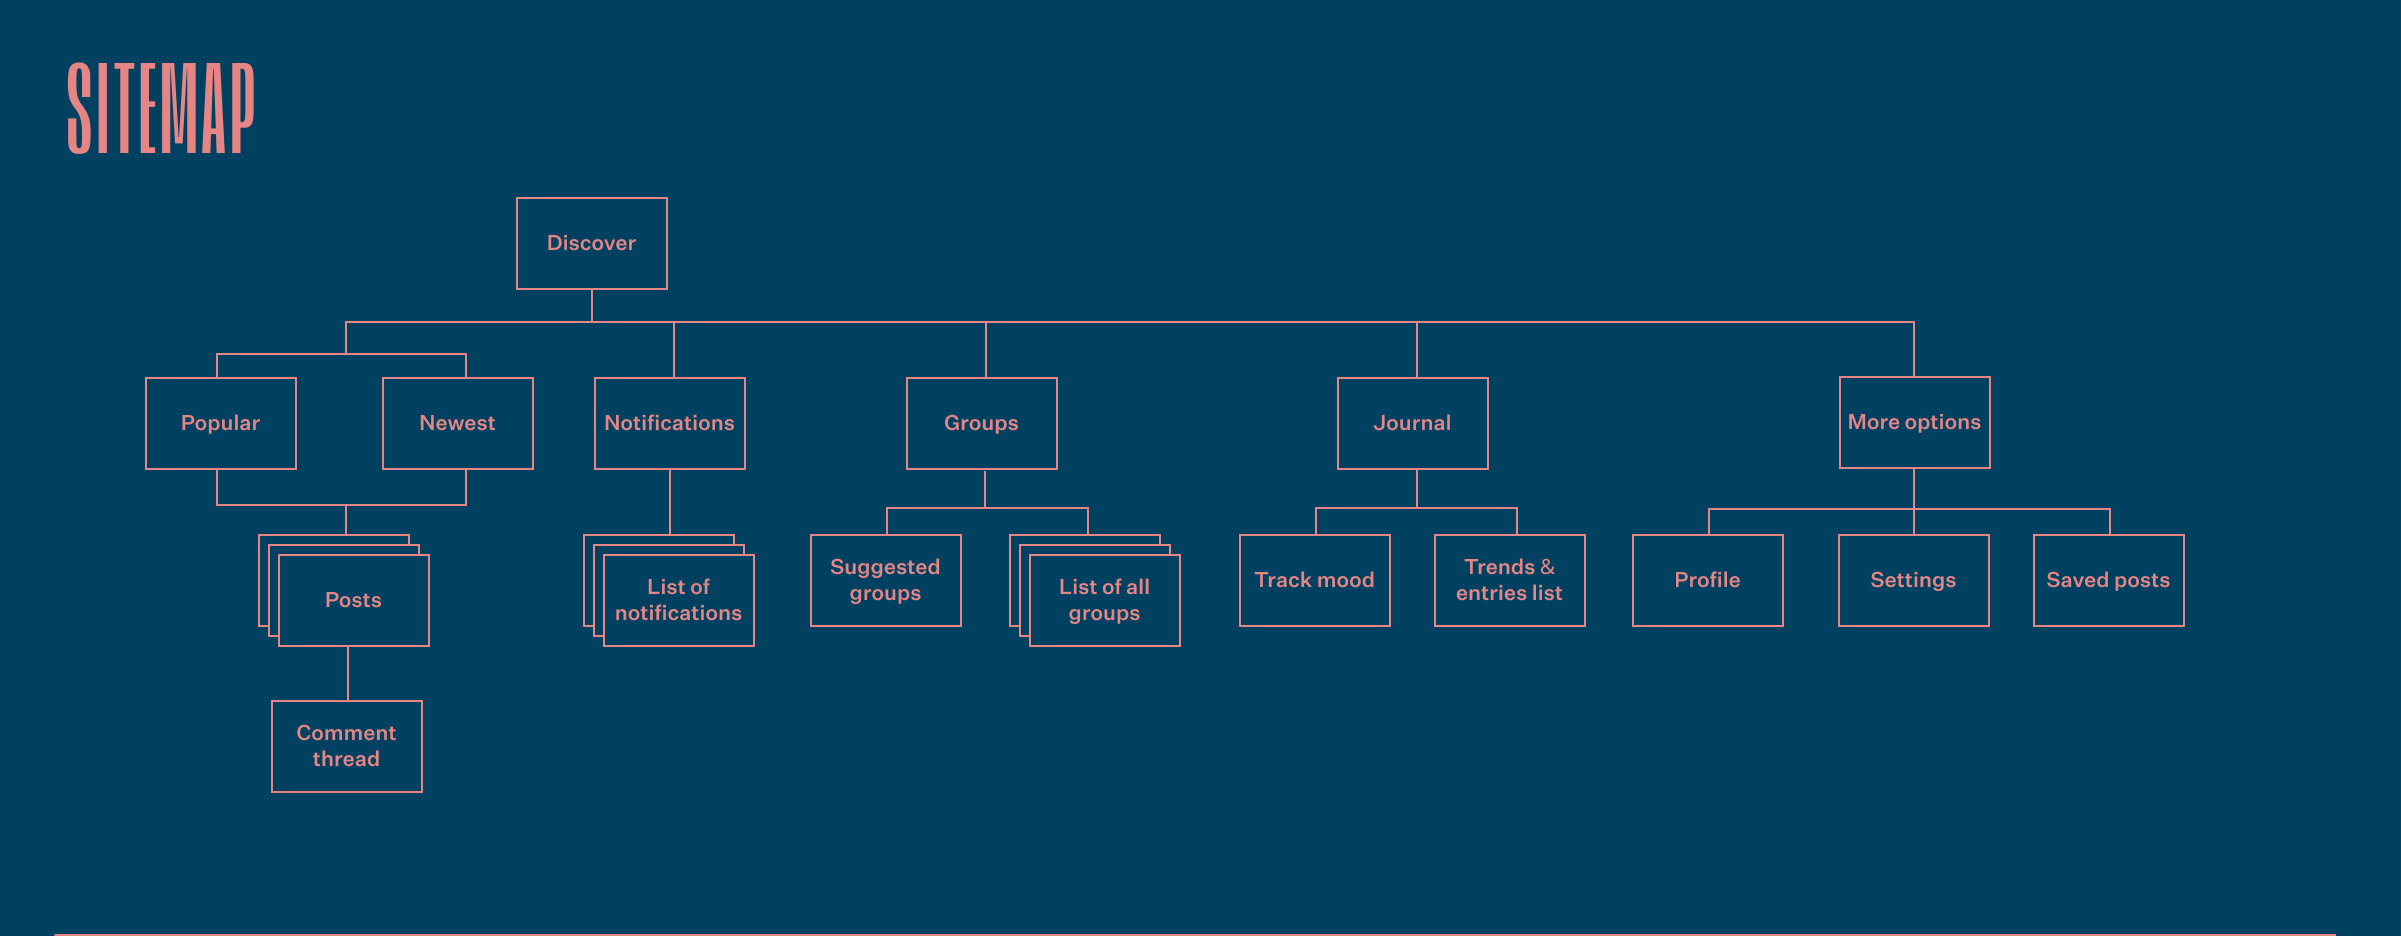 SITEMAP
Discover
Popular
Newest
Notifications
Groups
Journal
More options
Posts
List of
notifications
Suggested
groups
List of all
groups
Track mood
Trends &
entries list
Profile
Settings
Saved posts
Comment
thread